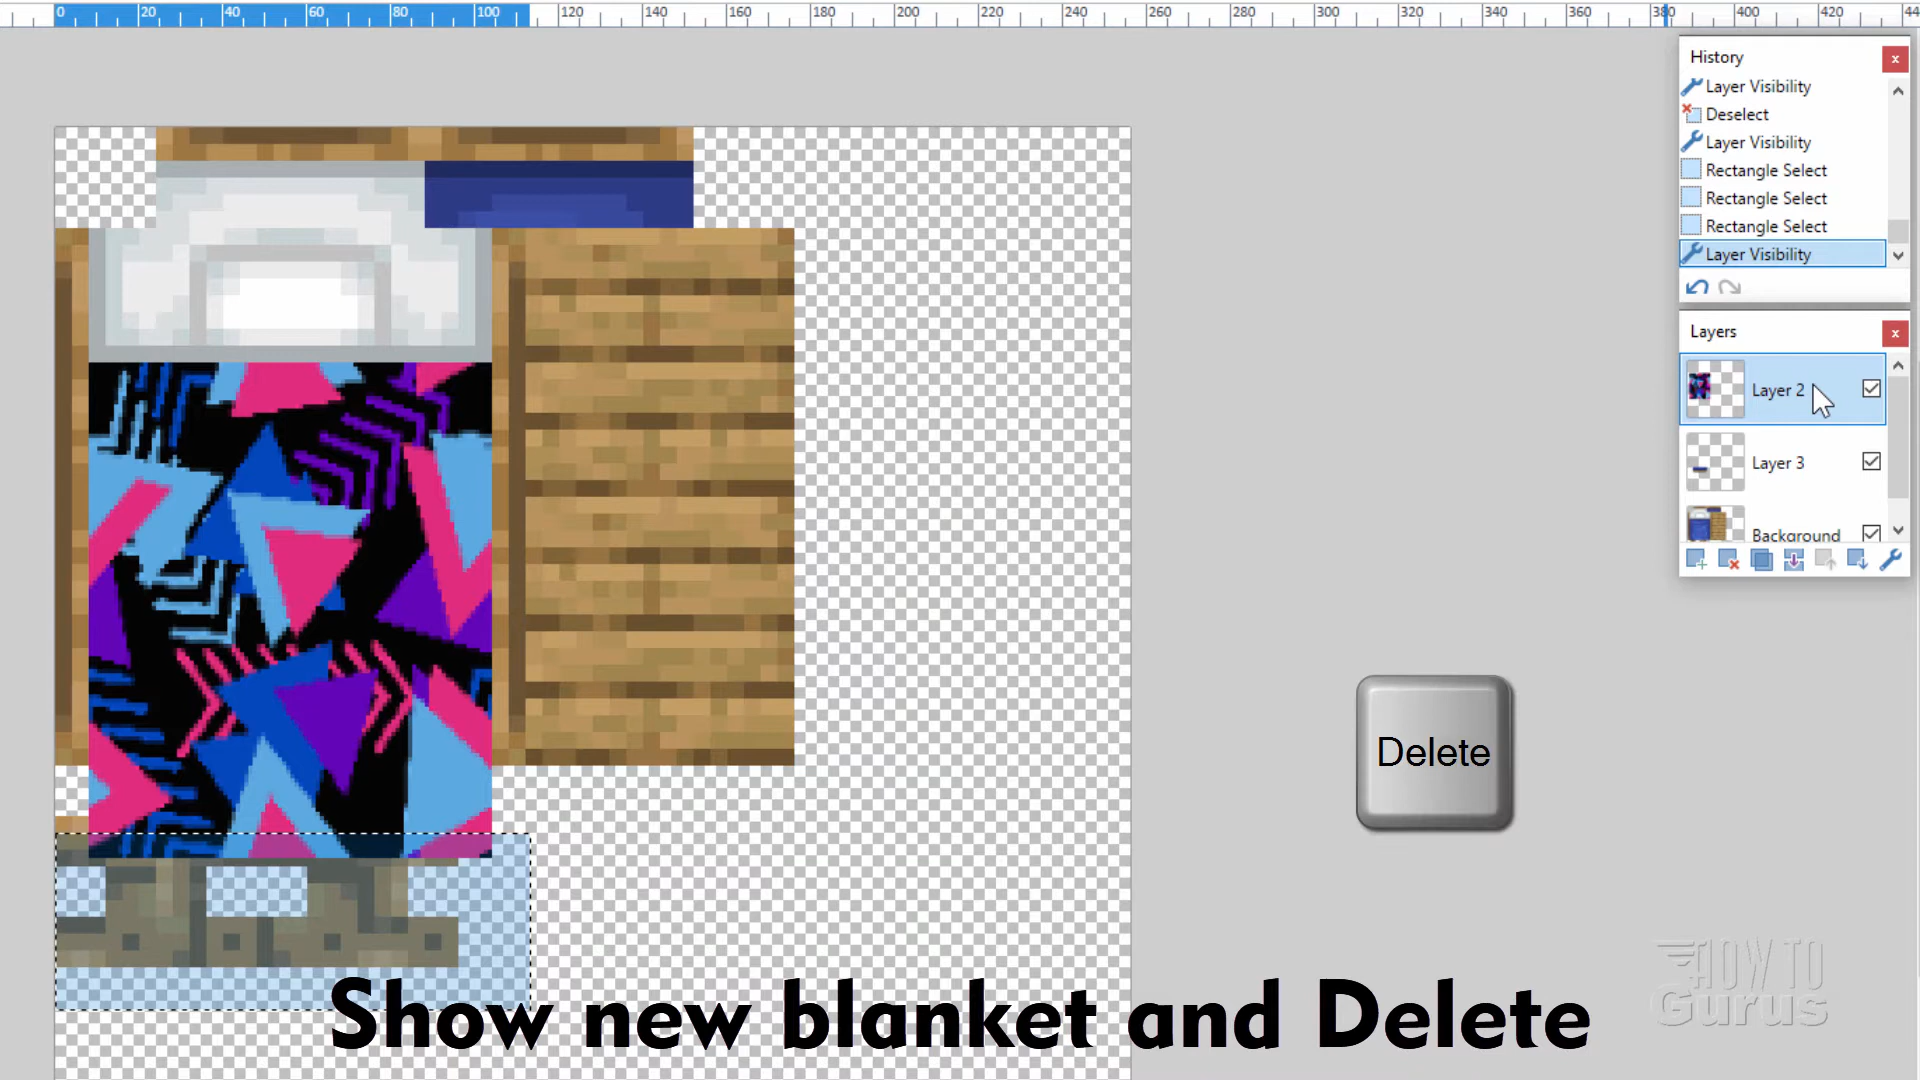 0 20 40 60 80 100 120 140 160 180 200 220 240 260 280 300 320 340 360 380 400 420
History
Layer Visibility
Deselect
Layer Visibility
Rectangle Select
Rectangle Select
Rectangle Select
Layer Visibility
Layers
Layer 2
Layer 3
Background
Delete
HOW TO
Gurus
Show new blanket and Delete